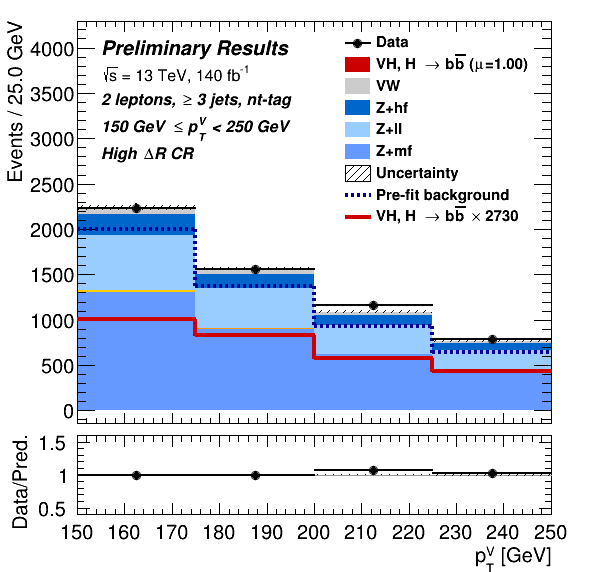 Events / 25.0 GeV
4000
3500
3000
2500
2000
1500
1000
500
0
Preliminary Results
√s = 13 TeV, 140 fb⁻¹
2 leptons, ≥ 3 jets, nt-tag
150 GeV ≤ p_T^V < 250 GeV
High ΔR CR
Data
VH, H → bb̅ (μ=1.00)
VW
Z+hf
Z+ll
Z+mf
Uncertainty
Pre-fit background
VH, H → bb̅ × 2730
Data/Pred.
1.5
1
0.5
150 160 170 180 190 200 210 220 230 240 250
p_T^V [GeV]